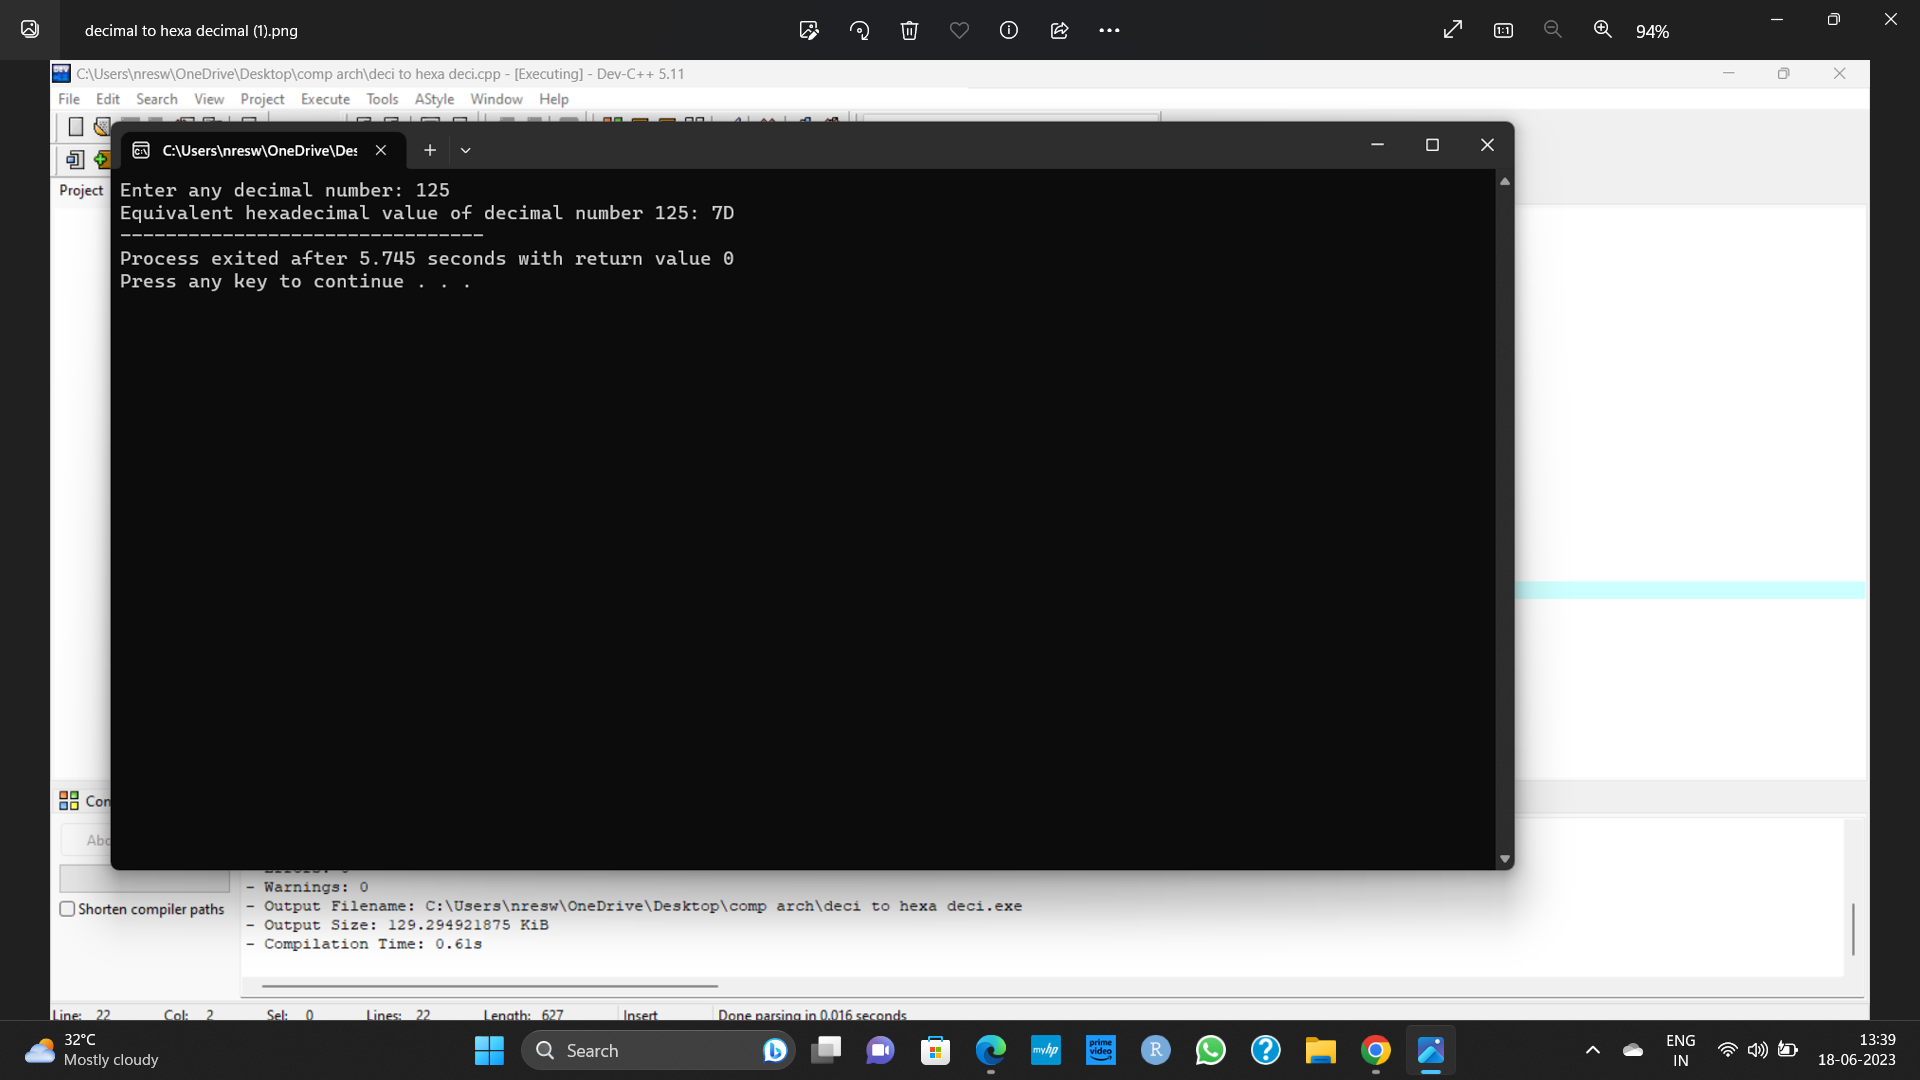 decimal to hexa decimal (1).png
94%
C:\Users\nresw\OneDrive\Desktop\comp arch\deci to hexa deci.cpp - [Executing] - Dev-C++ 5.11
File Edit Search View Project Execute Tools AStyle Window Help
C:\Users\nresw\OneDrive\Des
Project
Enter any decimal number: 125
Equivalent hexadecimal value of decimal number 125: 7D
--------------------------------
Process exited after 5.745 seconds with return value 0
Press any key to continue . . .
Con
Abo
- Errors: 0
- Warnings: 0
Shorten compiler paths
- Output Filename: C:\Users\nresw\OneDrive\Desktop\comp arch\deci to hexa deci.exe
- Output Size: 129.294921875 KiB
- Compilation Time: 0.61s
Line: 22 Col: 2 Sel: 0 Lines: 22 Length: 627 Insert Done parsing in 0.016 seconds
32°C
Mostly cloudy
Search
myhp
prime video
R
ENG
IN
13:39
18-06-2023